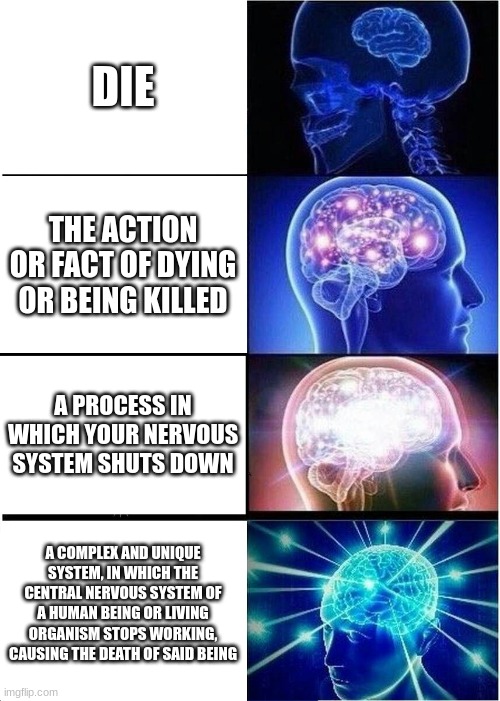 DIE
THE ACTION
OR FACT OF DYING
OR BEING KILLED
A PROCESS IN
WHICH YOUR NERVOUS
SYSTEM SHUTS DOWN
A COMPLEX AND UNIQUE
SYSTEM, IN WHICH THE
CENTRAL NERVOUS SYSTEM OF
A HUMAN BEING OR LIVING
ORGANISM STOPS WORKING,
CAUSING THE DEATH OF SAID BEING
imgflip.com